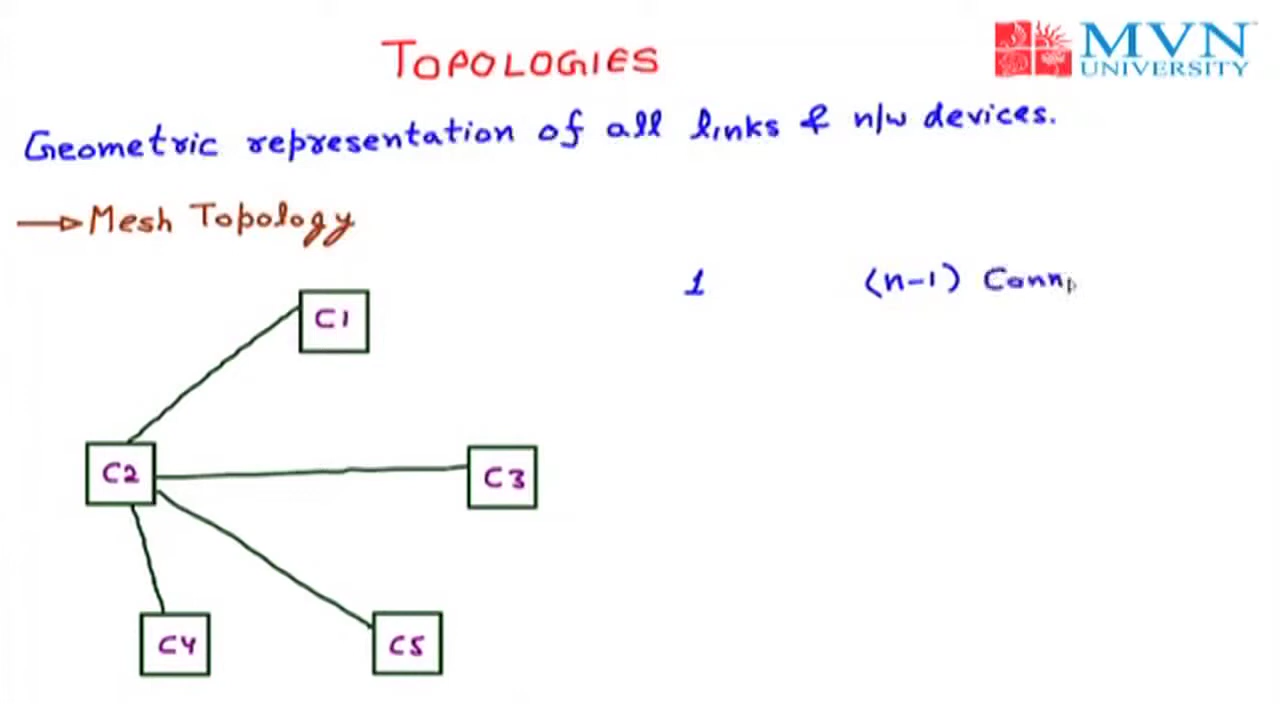 TOPOLOGIES
MVN
UNIVERSITY
Geometric representation of all links & n/w devices.
Mesh Topology
1 (n-1) Conn
C1
C2
C3
C4
C5